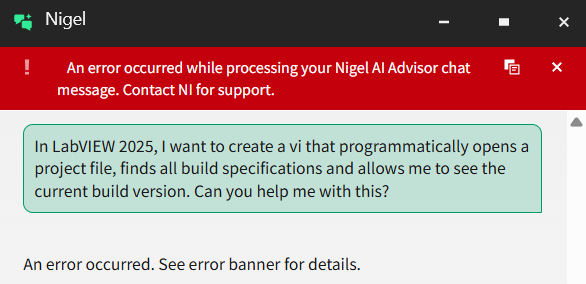 Nigel
An error occurred while processing your Nigel AI Advisor chat
message. Contact NI for support.
In LabVIEW 2025, I want to create a vi that programmatically opens a
project file, finds all build specifications and allows me to see the
current build version. Can you help me with this?
An error occurred. See error banner for details.